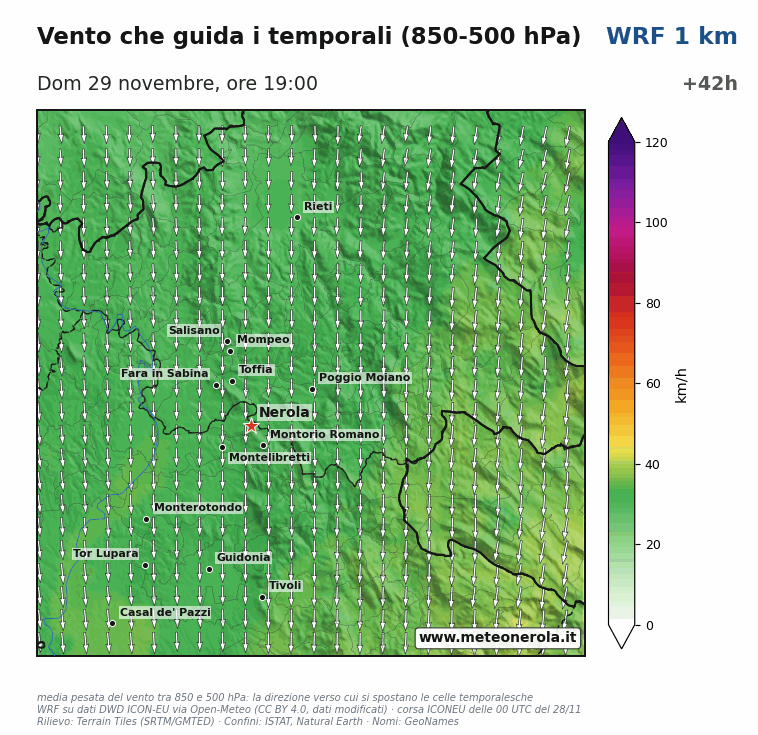 Vento che guida i temporali (850-500 hPa) WRF 1 km
Dom 29 novembre, ore 19:00 +42h
120
100
80
60
40
20
0
km/h
Rieti
Salisano
Mompeo
Fara in Sabina
Toffia
Poggio Moiano
Nerola
Montorio Romano
Montelibretti
Monterotondo
Tor Lupara
Guidonia
Tivoli
Casal de' Pazzi
www.meteonerola.it
media pesata del vento tra 850 e 500 hPa: la direzione verso cui si spostano le celle temporalesche
WRF su dati DWD ICON-EU via Open-Meteo (CC BY 4.0, dati modificati) · corsa ICONEU delle 00 UTC del 28/11
Rilievo: Terrain Tiles (SRTM/GMTED) · Confini: ISTAT, Natural Earth · Nomi: GeoNames